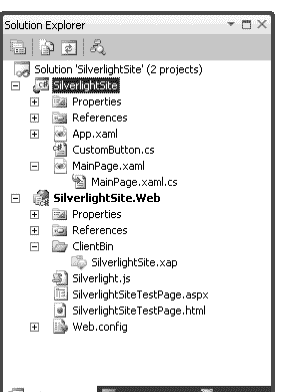 Solution Explorer
Solution 'SilverlightSite' (2 projects)
SilverlightSite
Properties
References
App.xaml
CustomButton.cs
MainPage.xaml
MainPage.xaml.cs
SilverlightSite.Web
Properties
References
ClientBin
SilverlightSite.xap
Silverlight.js
SilverlightSiteTestPage.aspx
SilverlightSiteTestPage.html
Web.config